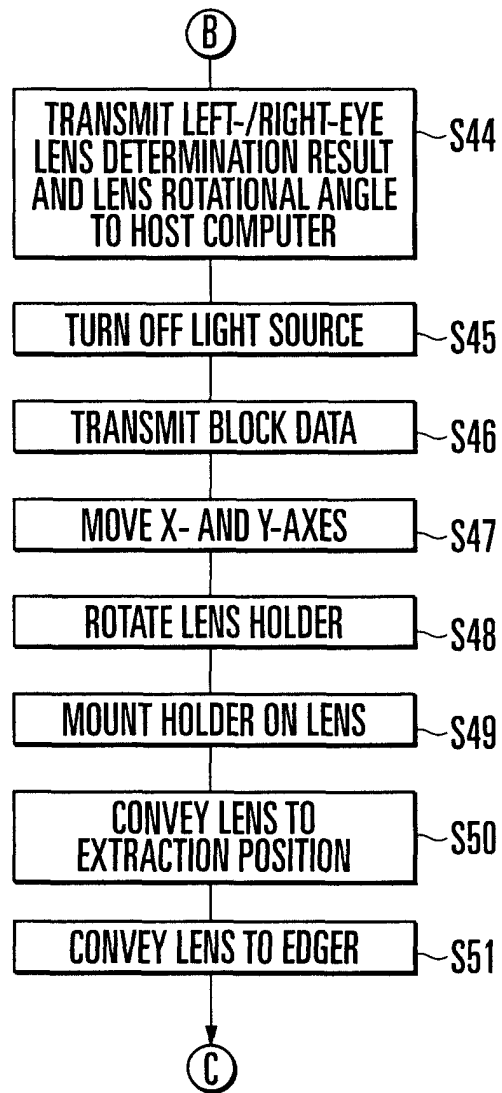 B
TRANSMIT LEFT-/RIGHT-EYE
LENS DETERMINATION RESULT
AND LENS ROTATIONAL ANGLE
TO HOST COMPUTER
S44
TURN OFF LIGHT SOURCE
S45
TRANSMIT BLOCK DATA
S46
MOVE X- AND Y-AXES
S47
ROTATE LENS HOLDER
S48
MOUNT HOLDER ON LENS
S49
CONVEY LENS TO
EXTRACTION POSITION
S50
CONVEY LENS TO EDGER
S51
C